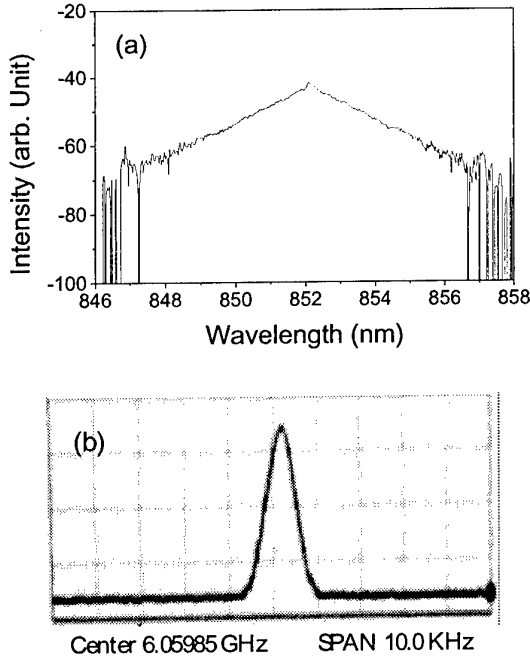 -20
(a)
-40
-60
-80
-100
Intensity (arb. Unit)
846 848 850 852 854 856 858
Wavelength (nm)
(b)
Center 6.05985 GHz SPAN 10.0 KHz